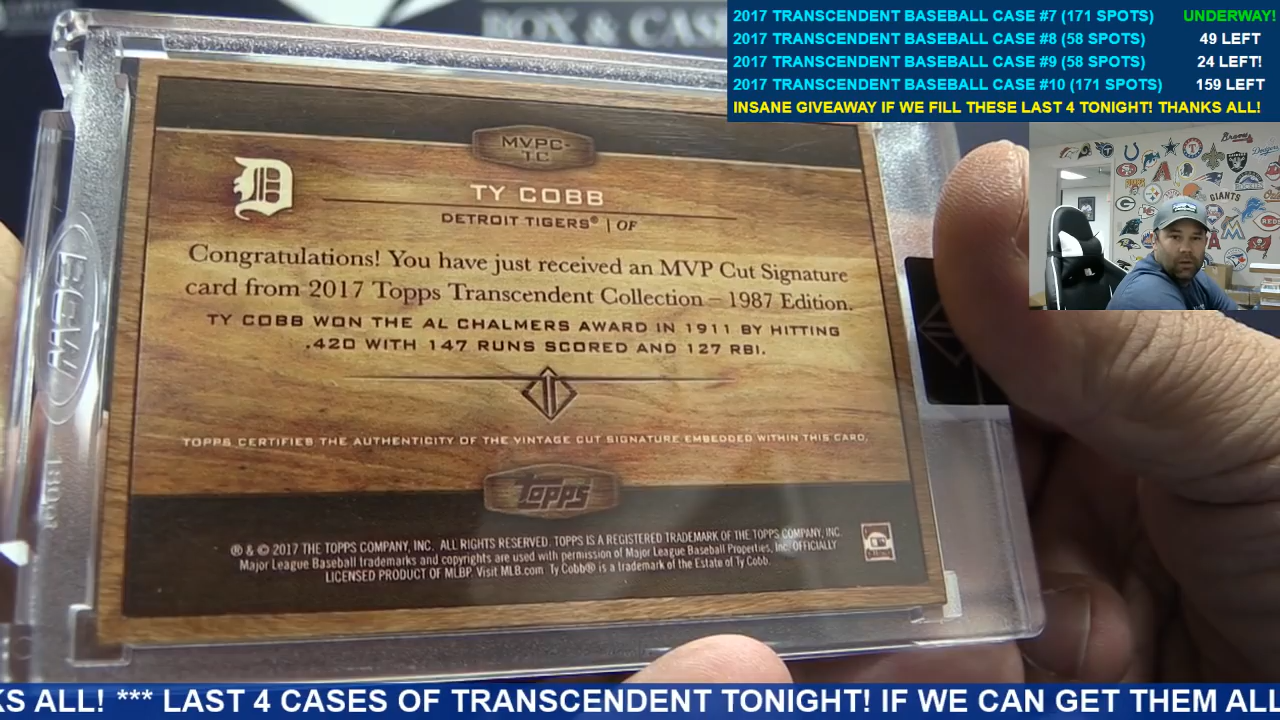 2017 TRANSCENDENT BASEBALL CASE #7 (171 SPOTS) UNDERWAY!
2017 TRANSCENDENT BASEBALL CASE #8 (58 SPOTS) 49 LEFT
2017 TRANSCENDENT BASEBALL CASE #9 (58 SPOTS) 24 LEFT!
2017 TRANSCENDENT BASEBALL CASE #10 (171 SPOTS) 159 LEFT
INSANE GIVEAWAY IF WE FILL THESE LAST 4 TONIGHT! THANKS ALL!
BOX & CASE
MVPC-
TC
D
TY COBB
DETROIT TIGERS® | OF
Congratulations! You have just received an MVP Cut Signature
card from 2017 Topps Transcendent Collection – 1987 Edition.
TY COBB WON THE AL CHALMERS AWARD IN 1911 BY HITTING
.420 WITH 147 RUNS SCORED AND 127 RBI.
TOPPS CERTIFIES THE AUTHENTICITY OF THE VINTAGE CUT SIGNATURE EMBEDDED WITHIN THIS CARD.
Topps
® & © 2017 THE TOPPS COMPANY, INC. ALL RIGHTS RESERVED. TOPPS IS A REGISTERED TRADEMARK OF THE TOPPS COMPANY, INC.
Major League Baseball trademarks and copyrights are used with permission of Major League Baseball Properties, Inc. OFFICIALLY
LICENSED PRODUCT OF MLBP. Visit MLB.com Ty Cobb® is a trademark of the Estate of Ty Cobb.
BCW
180pt
GIANTS
Braves
Dodgers
REDS
KS ALL! *** LAST 4 CASES OF TRANSCENDENT TONIGHT! IF WE CAN GET THEM ALL